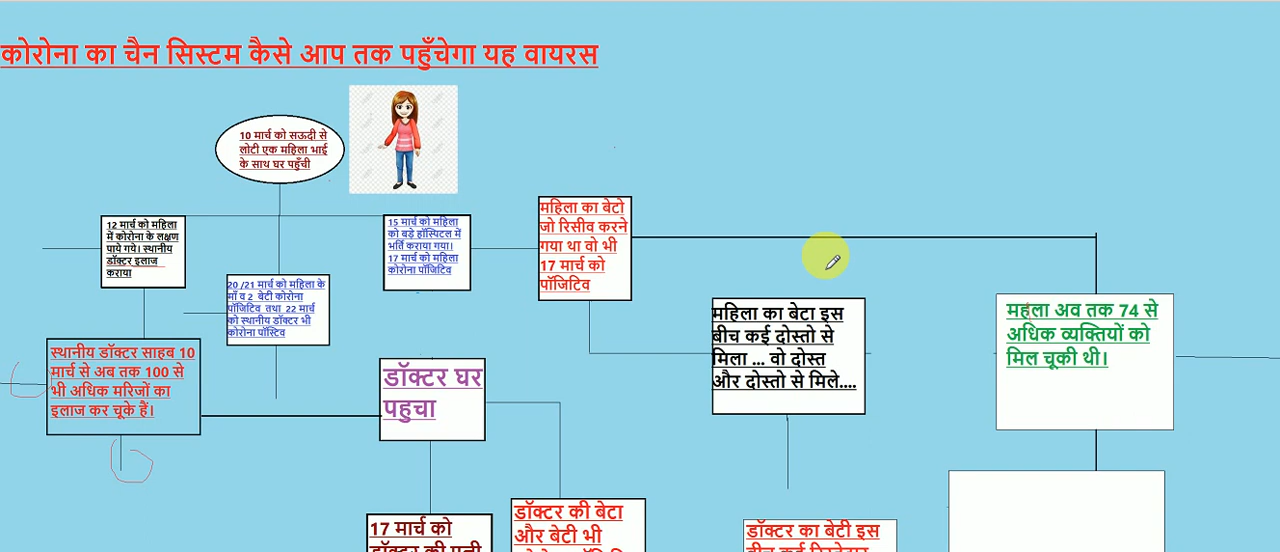 कोरोना का चैन सिस्टम कैसे आप तक पहुँचेगा यह वायरस
10 मार्च को सऊदी से
लोटी एक महिला भाई
के साथ घर पहुँची
12 मार्च को महिला
में कोरोना के लक्षण
पाये गये। स्थानीय
डॉक्टर इलाज
कराया
15 मार्च को महिला
को बड़े हॉस्पिटल में
भर्ति कराया गया।
17 मार्च को महिला
कोरोना पॉजिटिव
महिला का बेटो
जो रिसीव करने
गया था वो भी
17 मार्च को
पॉजिटिव
20 /21 मार्च को महिला के
माँ व 2 बेटी कोरोना
पॉजिटिव तथा 22 मार्च
को स्थानीय डॉक्टर भी
कोरोना पॉस्टिव
महिला का बेटा इस
बीच कई दोस्तो से
मिला ... वो दोस्त
और दोस्तो से मिले....
महला अव तक 74 से
अधिक व्यक्तियों को
मिल चूकी थी।
स्थानीय डॉक्टर साहब 10
मार्च से अब तक 100 से
भी अधिक मरिजों का
इलाज कर चूके हैं।
डॉक्टर घर
पहुचा
17 मार्च को
डॉक्टर की
डॉक्टर की बेटा
और बेटी भी
डॉक्टर का बेटी इस
बीच कई